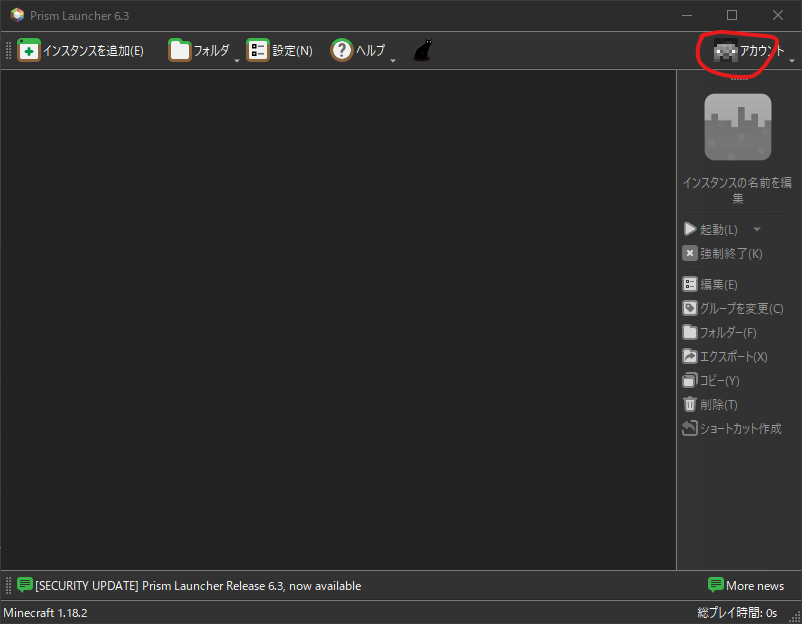 Prism Launcher 6.3
インスタンスを追加(E)
フォルダ
設定(N)
ヘルプ
アカウント
インスタンスの名前を編
集
起動(L)
強制終了(K)
編集(E)
グループを変更(C)
フォルダー(F)
エクスポート(X)
コピー(Y)
削除(T)
ショートカット作成
[SECURITY UPDATE] Prism Launcher Release 6.3, now available
More news
Minecraft 1.18.2
総プレイ時間: 0s